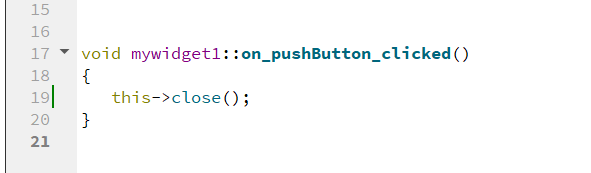 15
16
17 void mywidget1::on_pushButton_clicked()
18 {
19 this->close();
20 }
21